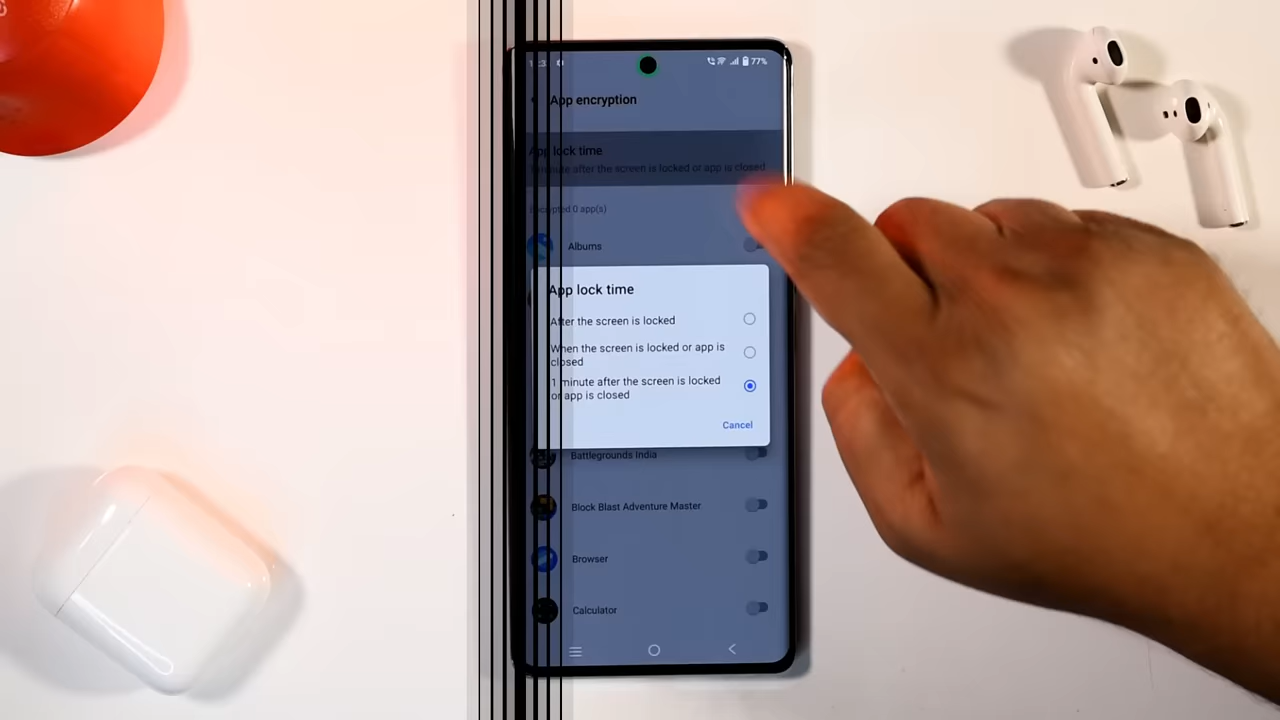 77%
App encryption
App lock time
minute after the screen is locked or app is closed
Encrypted 0 app(s)
Albums
App lock time
After the screen is locked
When the screen is locked or app is
closed
1 minute after the screen is locked
or app is closed
Cancel
Battlegrounds India
Block Blast Adventure Master
Browser
Calculator